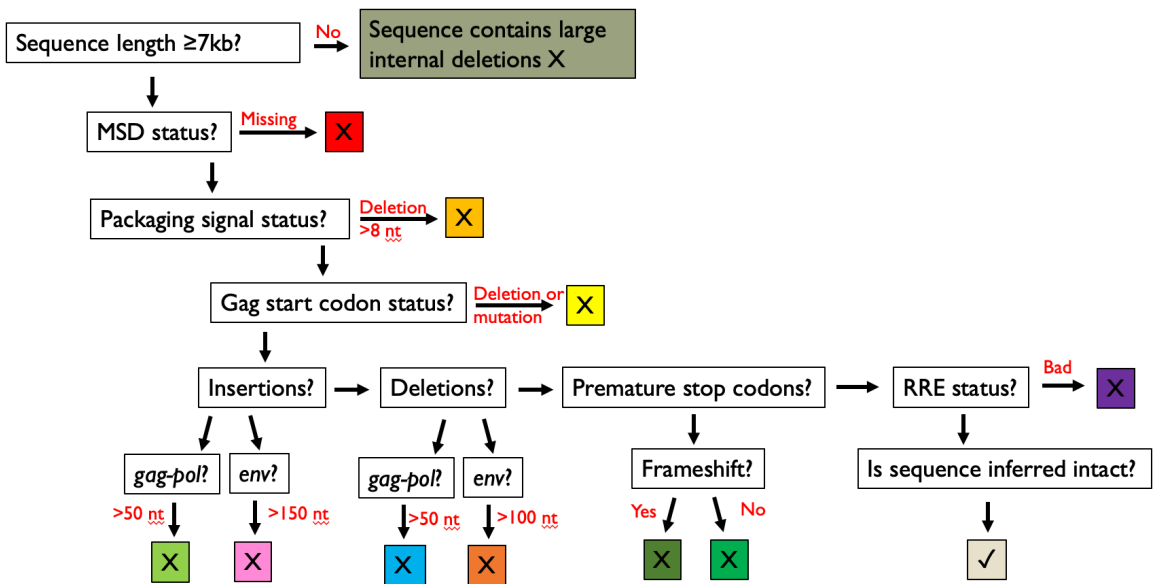 Sequence length ≥7kb?
No
Sequence contains large
internal deletions X
MSD status?
Missing
X
Packaging signal status?
Deletion
>8 nt
X
Gag start codon status?
Deletion or
mutation
X
Insertions?
Deletions?
Premature stop codons?
RRE status?
Bad
X
gag-pol?
env?
gag-pol?
env?
Frameshift?
Is sequence inferred intact?
>50 nt
>150 nt
>50 nt
>100 nt
Yes
No
X
X
X
X
X
X
✓